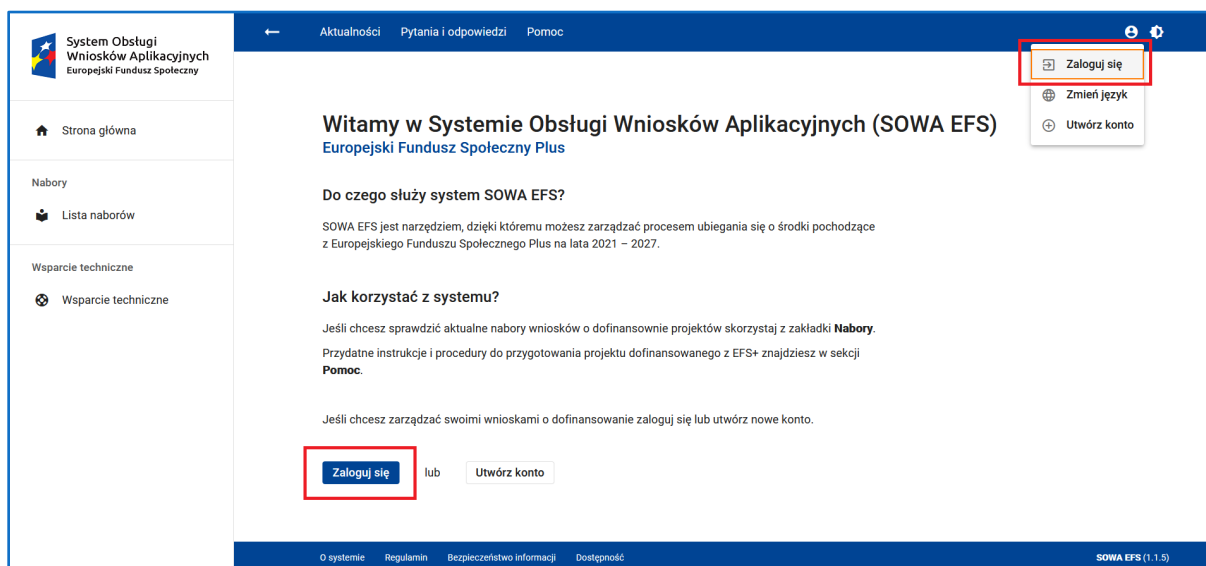 System Obsługi
Wniosków Aplikacyjnych
Europejski Fundusz Społeczny
Aktualności Pytania i odpowiedzi Pomoc
Zaloguj się
Zmień język
Utwórz konto
Strona główna
Nabory
Lista naborów
Wsparcie techniczne
Wsparcie techniczne
Witamy w Systemie Obsługi Wniosków Aplikacyjnych (SOWA EFS)
Europejski Fundusz Społeczny Plus
Do czego służy system SOWA EFS?
SOWA EFS jest narzędziem, dzięki któremu możesz zarządzać procesem ubiegania się o środki pochodzące
z Europejskiego Funduszu Społecznego Plus na lata 2021 – 2027.
Jak korzystać z systemu?
Jeśli chcesz sprawdzić aktualne nabory wniosków o dofinansownie projektów skorzystaj z zakładki Nabory.
Przydatne instrukcje i procedury do przygotowania projektu dofinansowanego z EFS+ znajdziesz w sekcji
Pomoc.
Jeśli chcesz zarządzać swoimi wnioskami o dofinansowanie zaloguj się lub utwórz nowe konto.
Zaloguj się lub Utwórz konto
O systemie Regulamin Bezpieczeństwo informacji Dostępność SOWA EFS (1.1.5)